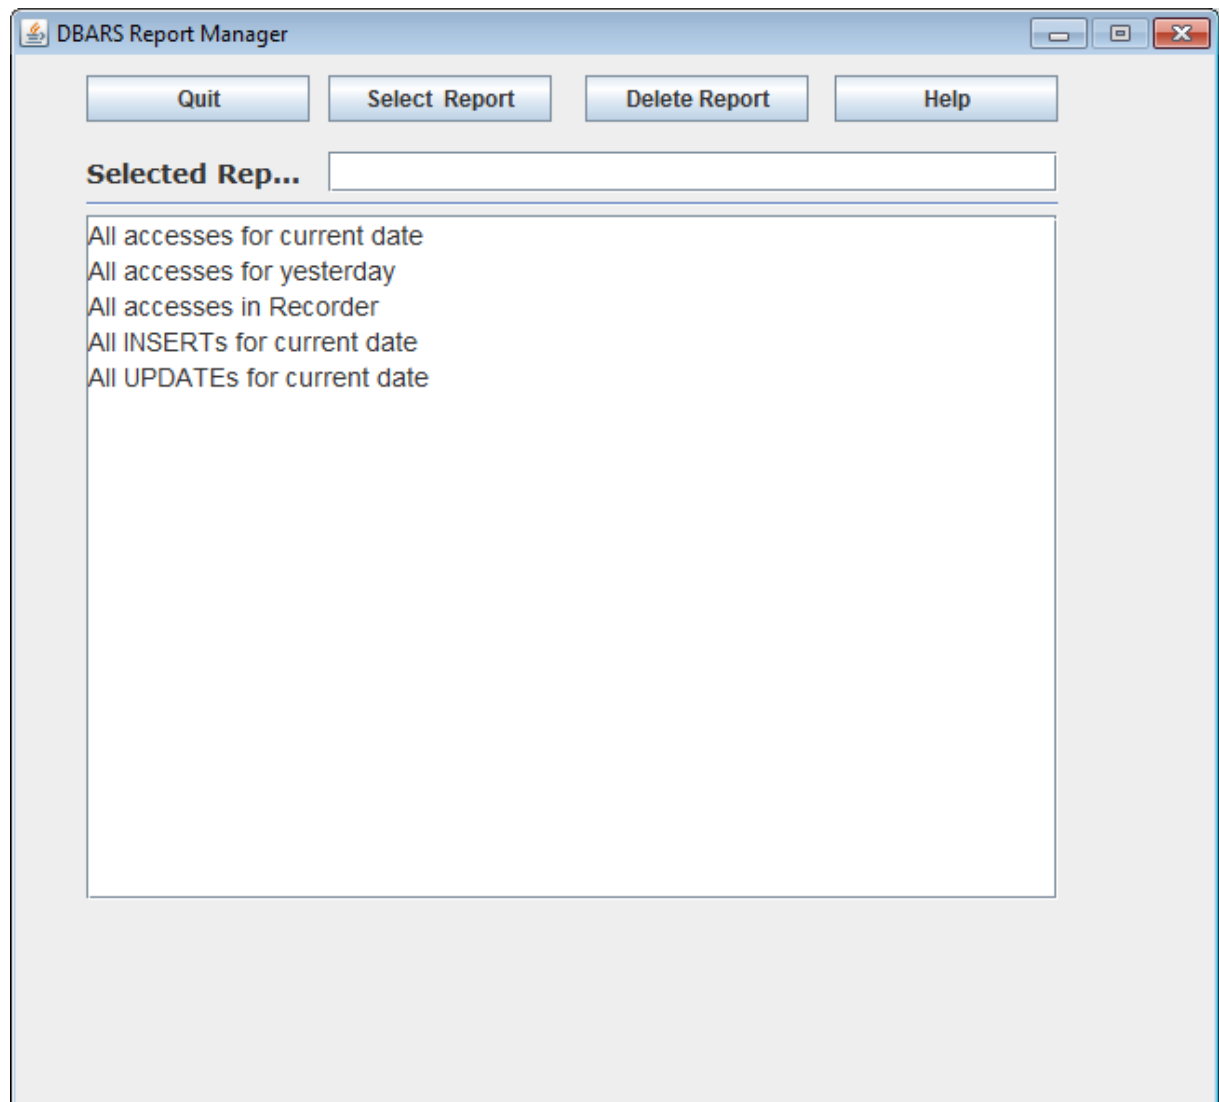 DBARS Report Manager
Quit Select Report Delete Report Help
Selected Rep...
All accesses for current date
All accesses for yesterday
All accesses in Recorder
All INSERTs for current date
All UPDATEs for current date